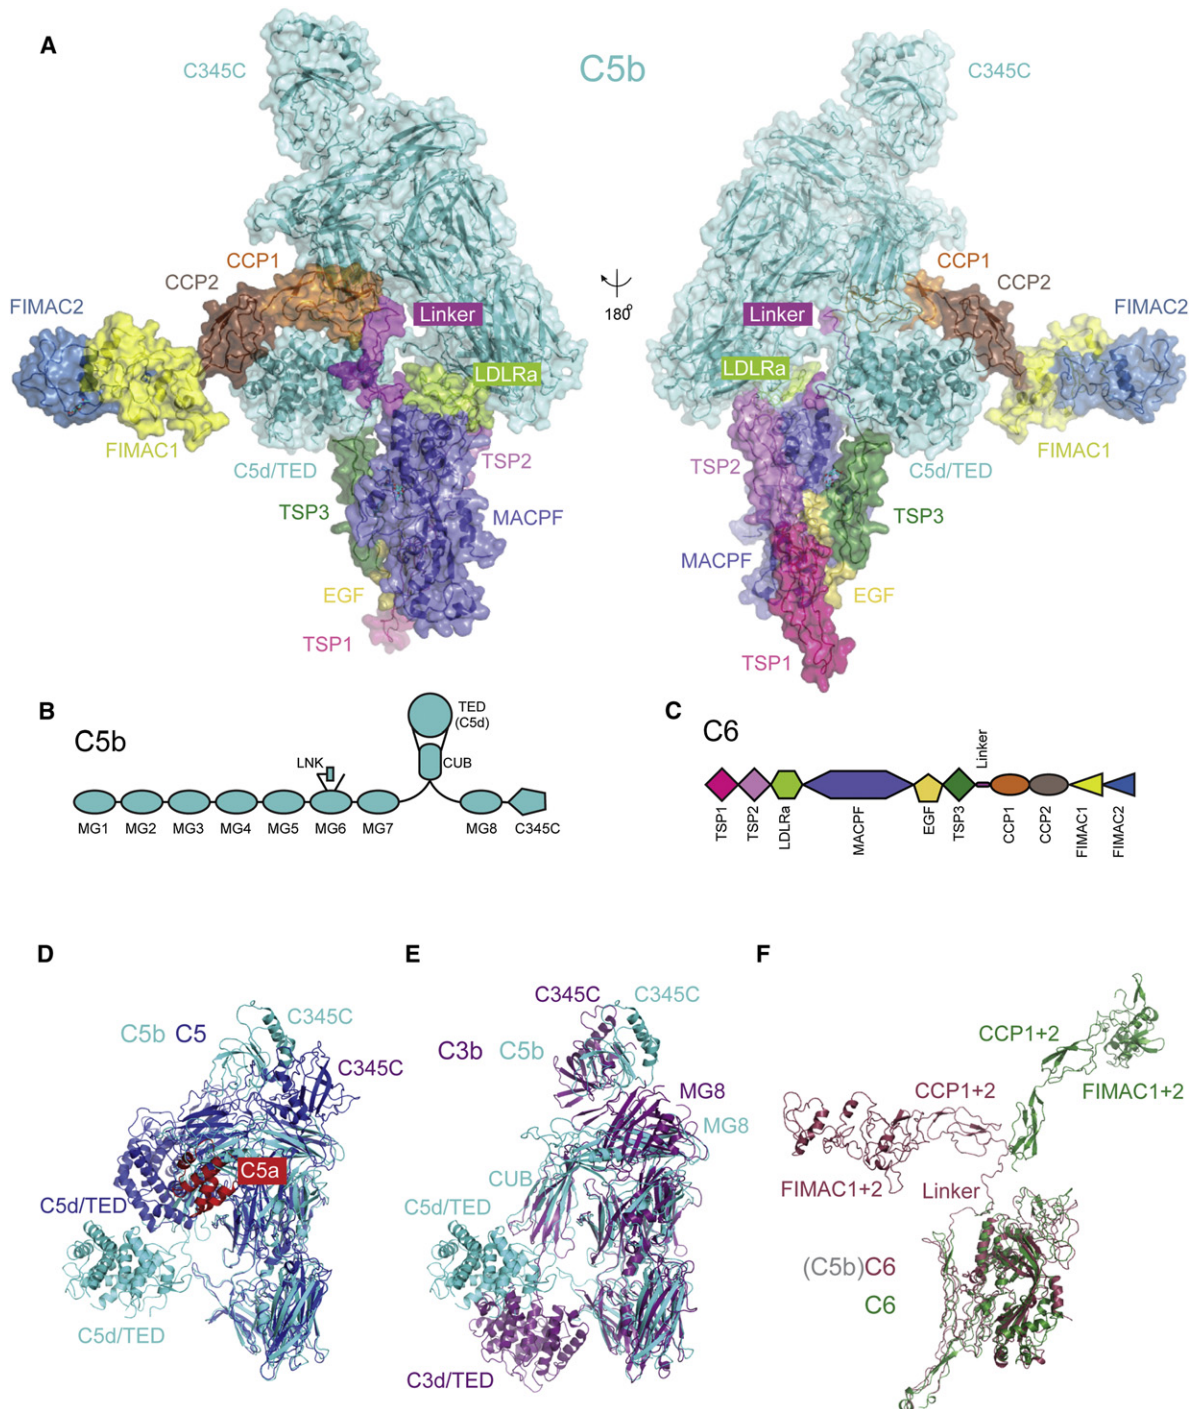 A
C5b
C345C
C345C
CCP1
CCP2
FIMAC2
Linker
LDLRa
FIMAC1
C5d/TED
TSP2
TSP3
MACPF
EGF
TSP1
180°
CCP1
CCP2
FIMAC2
Linker
LDLRa
FIMAC1
TSP2
C5d/TED
TSP3
MACPF
EGF
TSP1
B
C5b
TED
(C5d)
LNK
CUB
MG1 MG2 MG3 MG4 MG5 MG6 MG7 MG8 C345C
C
C6
Linker
TSP1
TSP2
LDLRa
MACPF
EGF
TSP3
CCP1
CCP2
FIMAC1
FIMAC2
D
C5b C5
C345C
C345C
C5a
C5d/TED
C5d/TED
E
C345C C345C
C3b C5b
MG8
MG8
CUB
C5d/TED
C3d/TED
F
CCP1+2
CCP1+2
FIMAC1+2
FIMAC1+2
Linker
(C5b)C6
C6